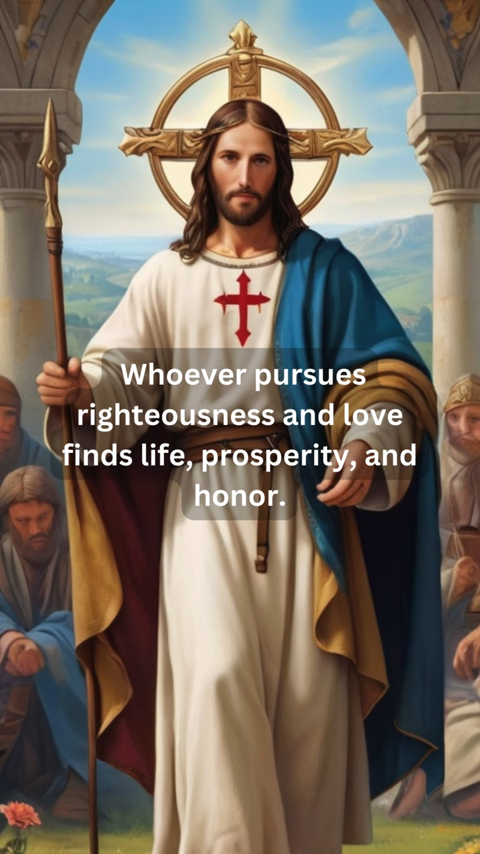 Whoever pursues
righteousness and love
finds life, prosperity, and
honor.